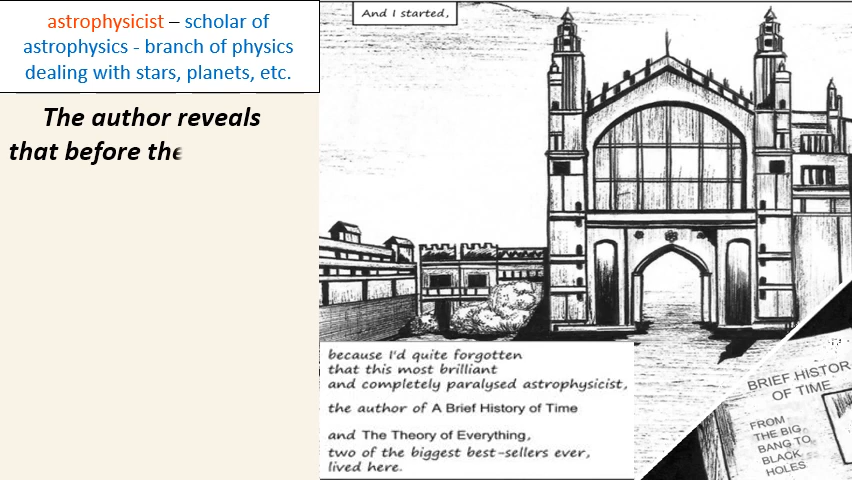 astrophysicist – scholar of
astrophysics - branch of physics
dealing with stars, planets, etc.
The author reveals
that before the
And I started,
because I'd quite forgotten
that this most brilliant
and completely paralysed astrophysicist,
the author of A Brief History of Time
and The Theory of Everything,
two of the biggest best-sellers ever,
lived here.
BRIEF HISTOR
OF TIME
FROM
THE BIG
BANG TO
BLACK
HOLES